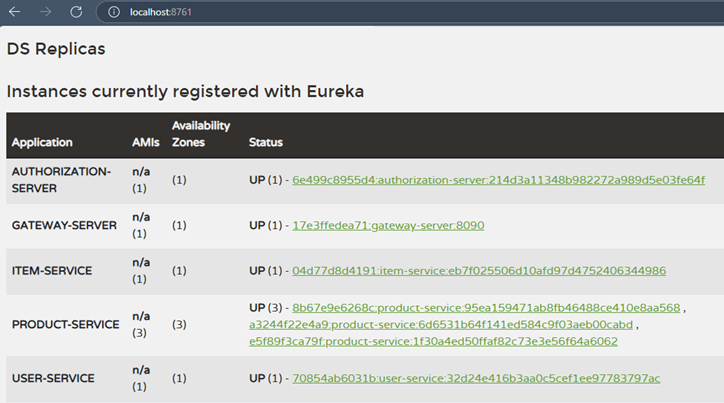 localhost:8761
DS Replicas
Instances currently registered with Eureka
Application AMIs Availability Zones Status
AUTHORIZATION-SERVER n/a (1) (1) UP (1) - 6e499c8955d4:authorization-server:214d3a11348b982272a989d5e03fe64f
GATEWAY-SERVER n/a (1) (1) UP (1) - 17e3ffedea71:gateway-server:8090
ITEM-SERVICE n/a (1) (1) UP (1) - 04d77d8d4191:item-service:eb7f025506d10afd97d4752406344986
PRODUCT-SERVICE n/a (3) (3) UP (3) - 8b67e9e6268c:product-service:95ea159471ab8fb46488ce410e8aa568 ,
a3244f22e4a9:product-service:6d6531b64f141ed584c9f03aeb00cabd ,
e5f89f3ca79f:product-service:1f30a4ed50ffaf82c73e3e56f64a6062
USER-SERVICE n/a (1) (1) UP (1) - 70854ab6031b:user-service:32d24e416b3aa0c5cef1ee97783797ac